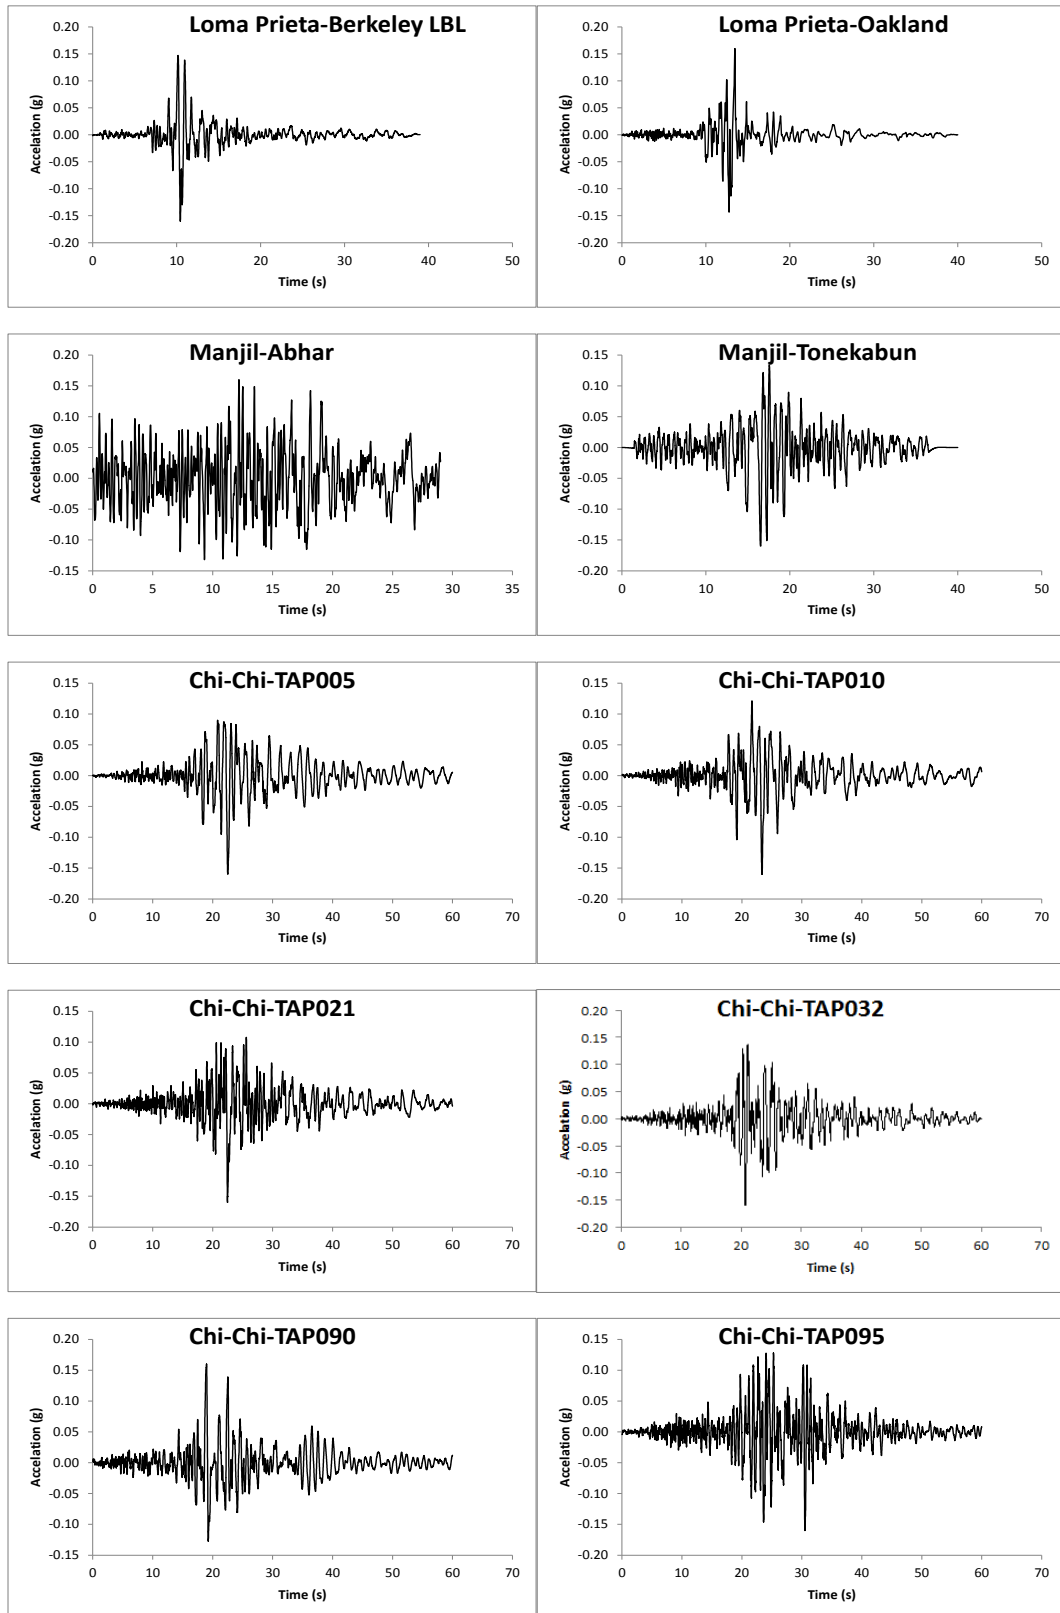 Loma Prieta-Berkeley LBL
0.20
0.15
0.10
0.05
0.00
-0.05
-0.10
-0.15
-0.20
Accelation (g)
0 10 20 30 40 50
Time (s)
Loma Prieta-Oakland
0.20
0.15
0.10
0.05
0.00
-0.05
-0.10
-0.15
-0.20
Accelation (g)
0 10 20 30 40 50
Time (s)
Manjil-Abhar
0.20
0.15
0.10
0.05
0.00
-0.05
-0.10
-0.15
Accelation (g)
0 5 10 15 20 25 30 35
Time (s)
Manjil-Tonekabun
0.15
0.10
0.05
0.00
-0.05
-0.10
-0.15
-0.20
Accelation (g)
0 10 20 30 40 50
Time (s)
Chi-Chi-TAP005
0.15
0.10
0.05
0.00
-0.05
-0.10
-0.15
-0.20
Accelation (g)
0 10 20 30 40 50 60 70
Time (s)
Chi-Chi-TAP010
0.15
0.10
0.05
0.00
-0.05
-0.10
-0.15
-0.20
Accelation (g)
0 10 20 30 40 50 60 70
Time (s)
Chi-Chi-TAP021
0.15
0.10
0.05
0.00
-0.05
-0.10
-0.15
-0.20
Accelation (g)
0 10 20 30 40 50 60 70
Time (s)
Chi-Chi-TAP032
0.20
0.15
0.10
0.05
0.00
-0.05
-0.10
-0.15
-0.20
Accelation (g)
0 10 20 30 40 50 60 70
Time (s)
Chi-Chi-TAP090
0.20
0.15
0.10
0.05
0.00
-0.05
-0.10
-0.15
Accelation (g)
0 10 20 30 40 50 60 70
Time (s)
Chi-Chi-TAP095
0.15
0.10
0.05
0.00
-0.05
-0.10
-0.15
-0.20
Accelation (g)
0 10 20 30 40 50 60 70
Time (s)